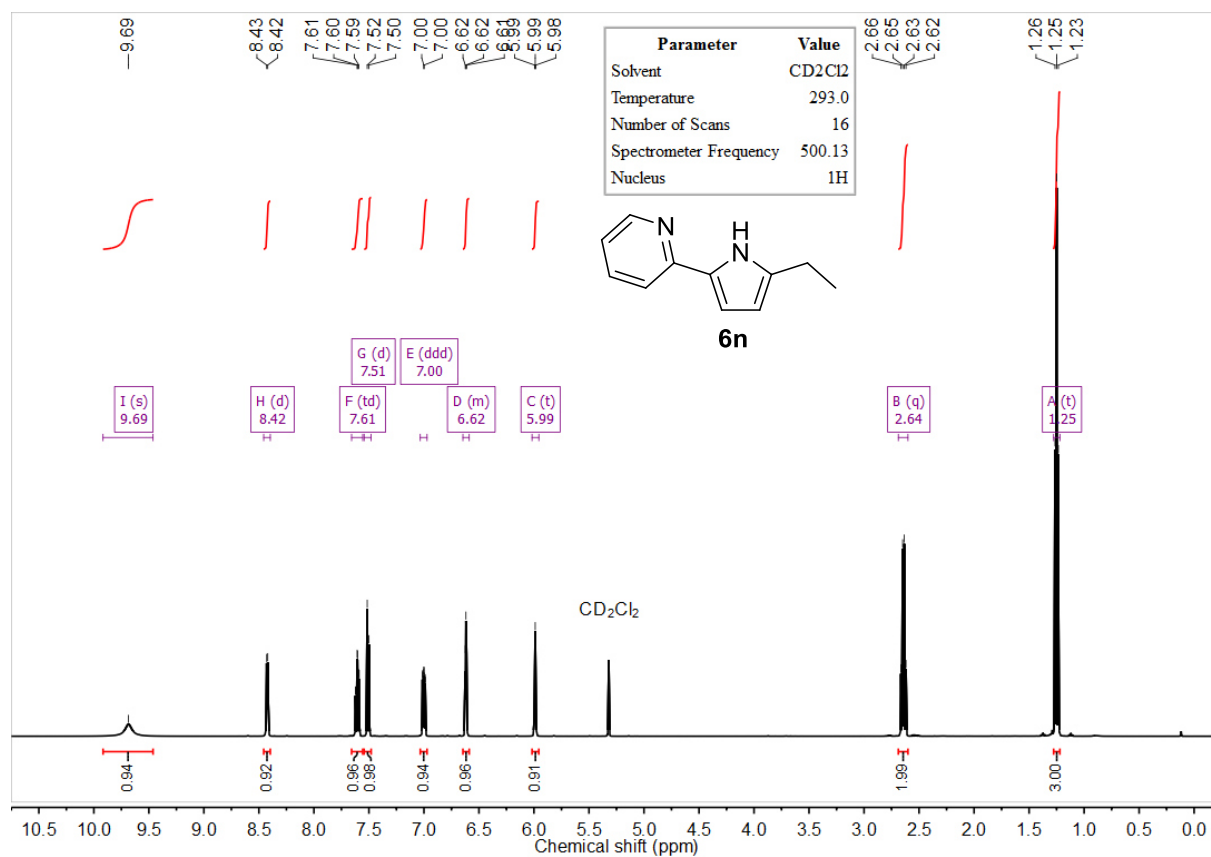 9.69
8.43
8.42
7.61
7.60
7.59
7.52
7.50
7.00
7.00
6.62
6.62
6.61
5.99
5.99
5.98
2.66
2.65
2.63
2.62
1.26
1.25
1.23
Parameter Value
Solvent CD2Cl2
Temperature 293.0
Number of Scans 16
Spectrometer Frequency 500.13
Nucleus 1H
N
H
N
6n
G (d)
7.51
E (ddd)
7.00
I (s)
9.69
H (d)
8.42
F (td)
7.61
D (m)
6.62
C (t)
5.99
B (q)
2.64
A (t)
1.25
CD₂Cl₂
0.94
0.92
0.96
0.98
0.94
0.96
0.91
1.99
3.00
10.5 10.0 9.5 9.0 8.5 8.0 7.5 7.0 6.5 6.0 5.5 5.0 4.5 4.0 3.5 3.0 2.5 2.0 1.5 1.0 0.5 0.0
Chemical shift (ppm)